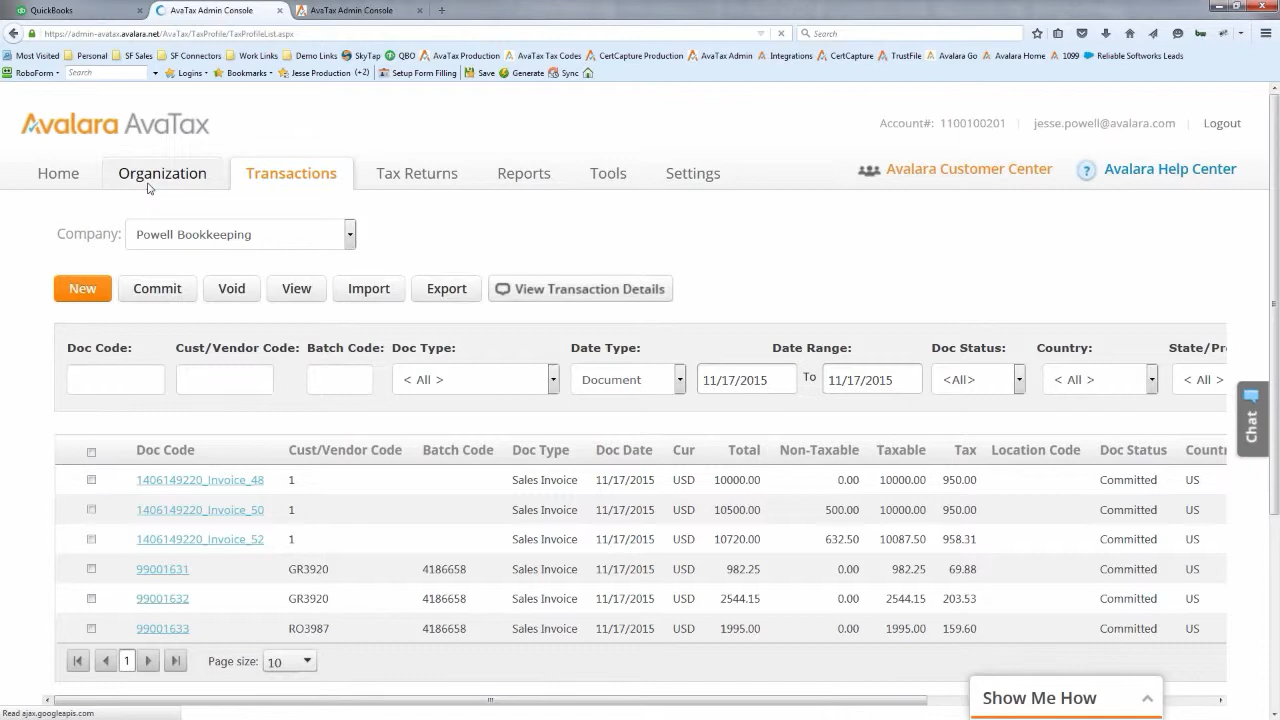 QuickBooks × AvaTax Admin Console × AvaTax Admin Console × +
https://admin-avatax.avalara.net/AvaTax/TaxProfile/TaxProfileList.aspx Search
Most Visited Personal SF Sales SF Connectors Work Links Demo Links SkyTap QBO AvaTax Production AvaTax Tax Codes CertCapture Production AvaTax Admin Integrations CertCapture TrustFile Avalara Go Avalara Home 1099 Reliable Softworks Leads
RoboForm Search Logins Bookmarks Jesse Production (+2) Setup Form Filling Save Generate Sync
Avalara AvaTax
Account#: 1100100201 jesse.powell@avalara.com Logout
Home Organization Transactions Tax Returns Reports Tools Settings Avalara Customer Center ? Avalara Help Center
Company: Powell Bookkeeping
New Commit Void View Import Export View Transaction Details
Doc Code: Cust/Vendor Code: Batch Code: Doc Type: Date Type: Date Range: Doc Status: Country: State/Pr
< All > Document 11/17/2015 To 11/17/2015 <All> < All > < All >
Chat
Doc Code Cust/Vendor Code Batch Code Doc Type Doc Date Cur Total Non-Taxable Taxable Tax Location Code Doc Status Countr
1406149220_Invoice_48 1 Sales Invoice 11/17/2015 USD 10000.00 0.00 10000.00 950.00 Committed US
1406149220_Invoice_50 1 Sales Invoice 11/17/2015 USD 10500.00 500.00 10000.00 950.00 Committed US
1406149220_Invoice_52 1 Sales Invoice 11/17/2015 USD 10720.00 632.50 10087.50 958.31 Committed US
99001631 GR3920 4186658 Sales Invoice 11/17/2015 USD 982.25 0.00 982.25 69.88 Committed US
99001632 GR3920 4186658 Sales Invoice 11/17/2015 USD 2544.15 0.00 2544.15 203.53 Committed US
99001633 RO3987 4186658 Sales Invoice 11/17/2015 USD 1995.00 0.00 1995.00 159.60 Committed US
1 Page size: 10
Show Me How
Read ajax.googleapis.com